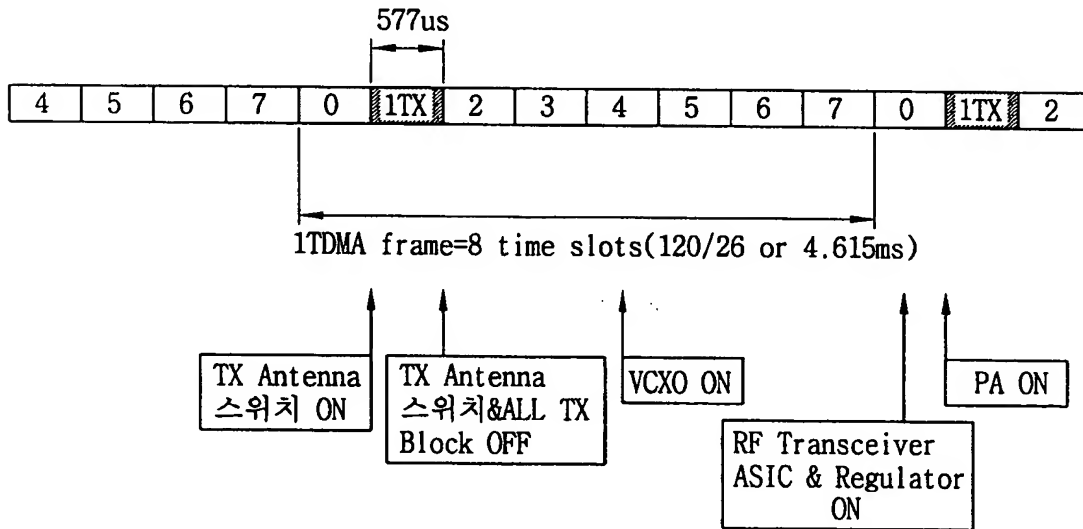 577us
4 5 6 7 0 1TX 2 3 4 5 6 7 0 1TX 2
1TDMA frame=8 time slots(120/26 or 4.615ms)
TX Antenna
스위치 ON
TX Antenna
스위치&ALL TX
Block OFF
VCXO ON
RF Transceiver
ASIC & Regulator
ON
PA ON